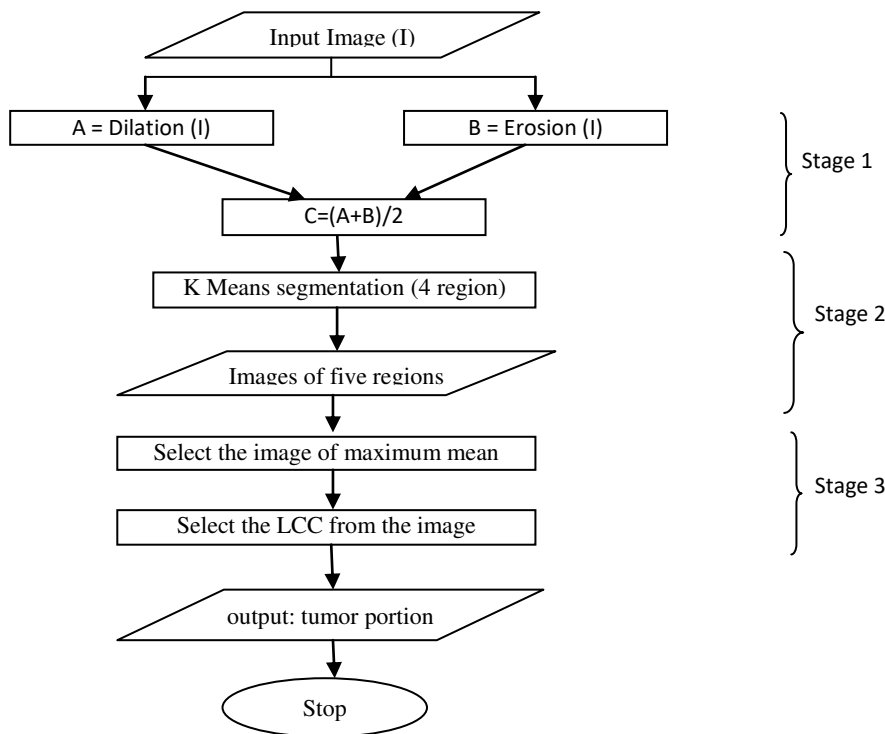 Input Image (I)
A = Dilation (I)
B = Erosion (I)
Stage 1
C=(A+B)/2
K Means segmentation (4 region)
Stage 2
Images of five regions
Select the image of maximum mean
Stage 3
Select the LCC from the image
output: tumor portion
Stop